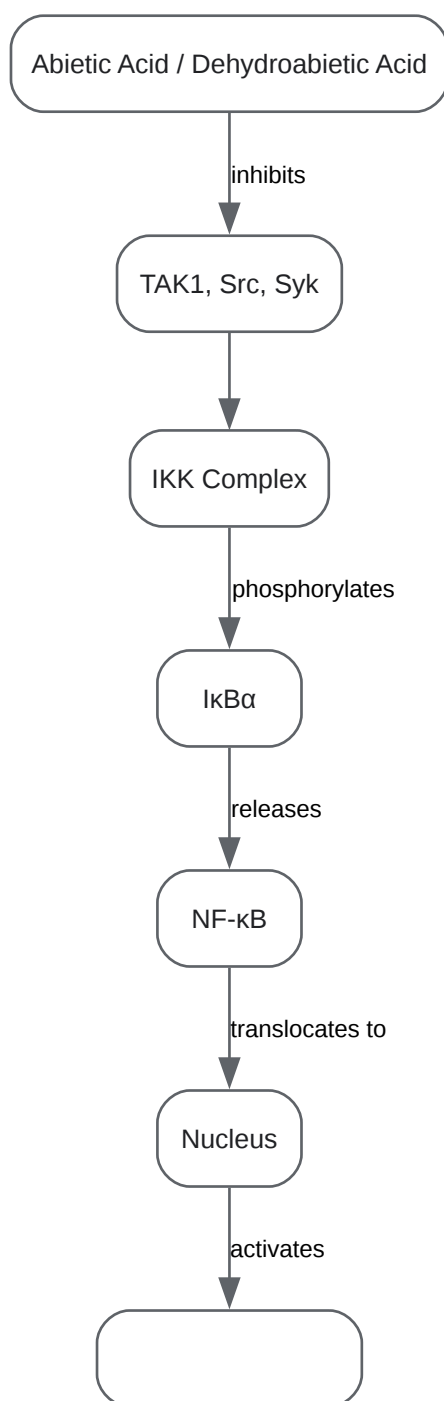 Abietic Acid / Dehydroabietic Acid
inhibits
TAK1, Src, Syk
IKK Complex
phosphorylates
IκBα
releases
NF-κB
translocates to
Nucleus
activates